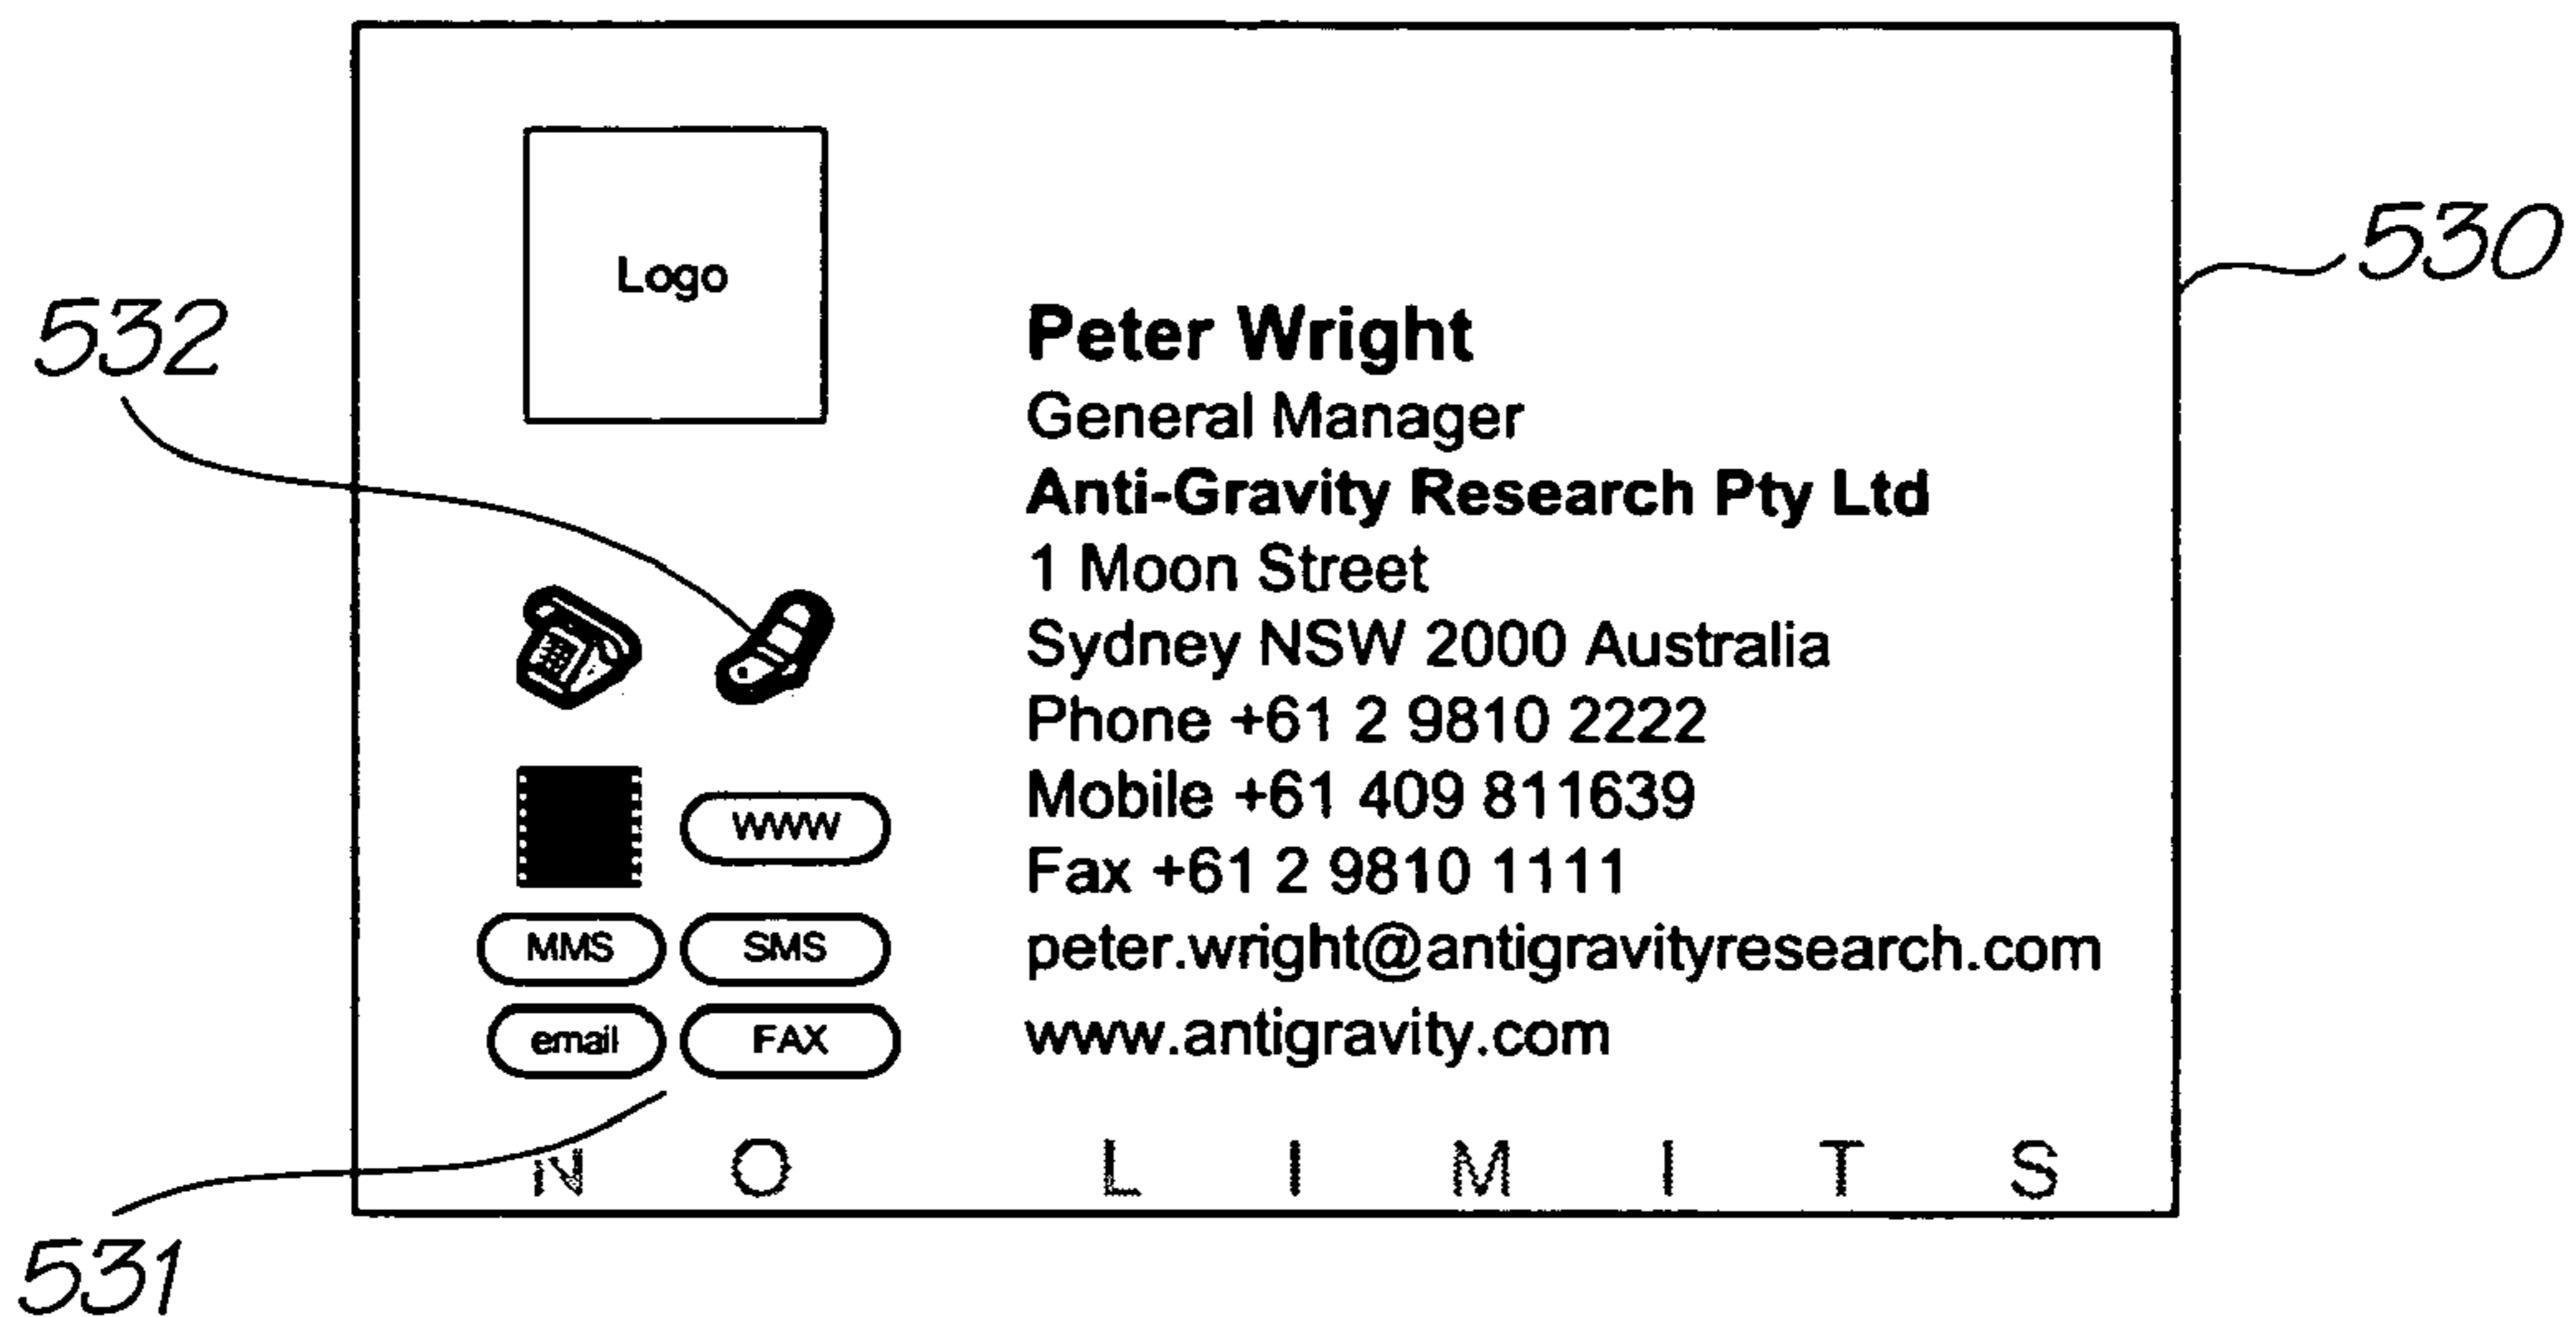 530
532
Logo
Peter Wright
General Manager
Anti-Gravity Research Pty Ltd
1 Moon Street
Sydney NSW 2000 Australia
Phone +61 2 9810 2222
Mobile +61 409 811639
Fax +61 2 9810 1111
peter.wright@antigravityresearch.com
www.antigravity.com
WWW
MMS SMS
email FAX
N O L I M I T S
531